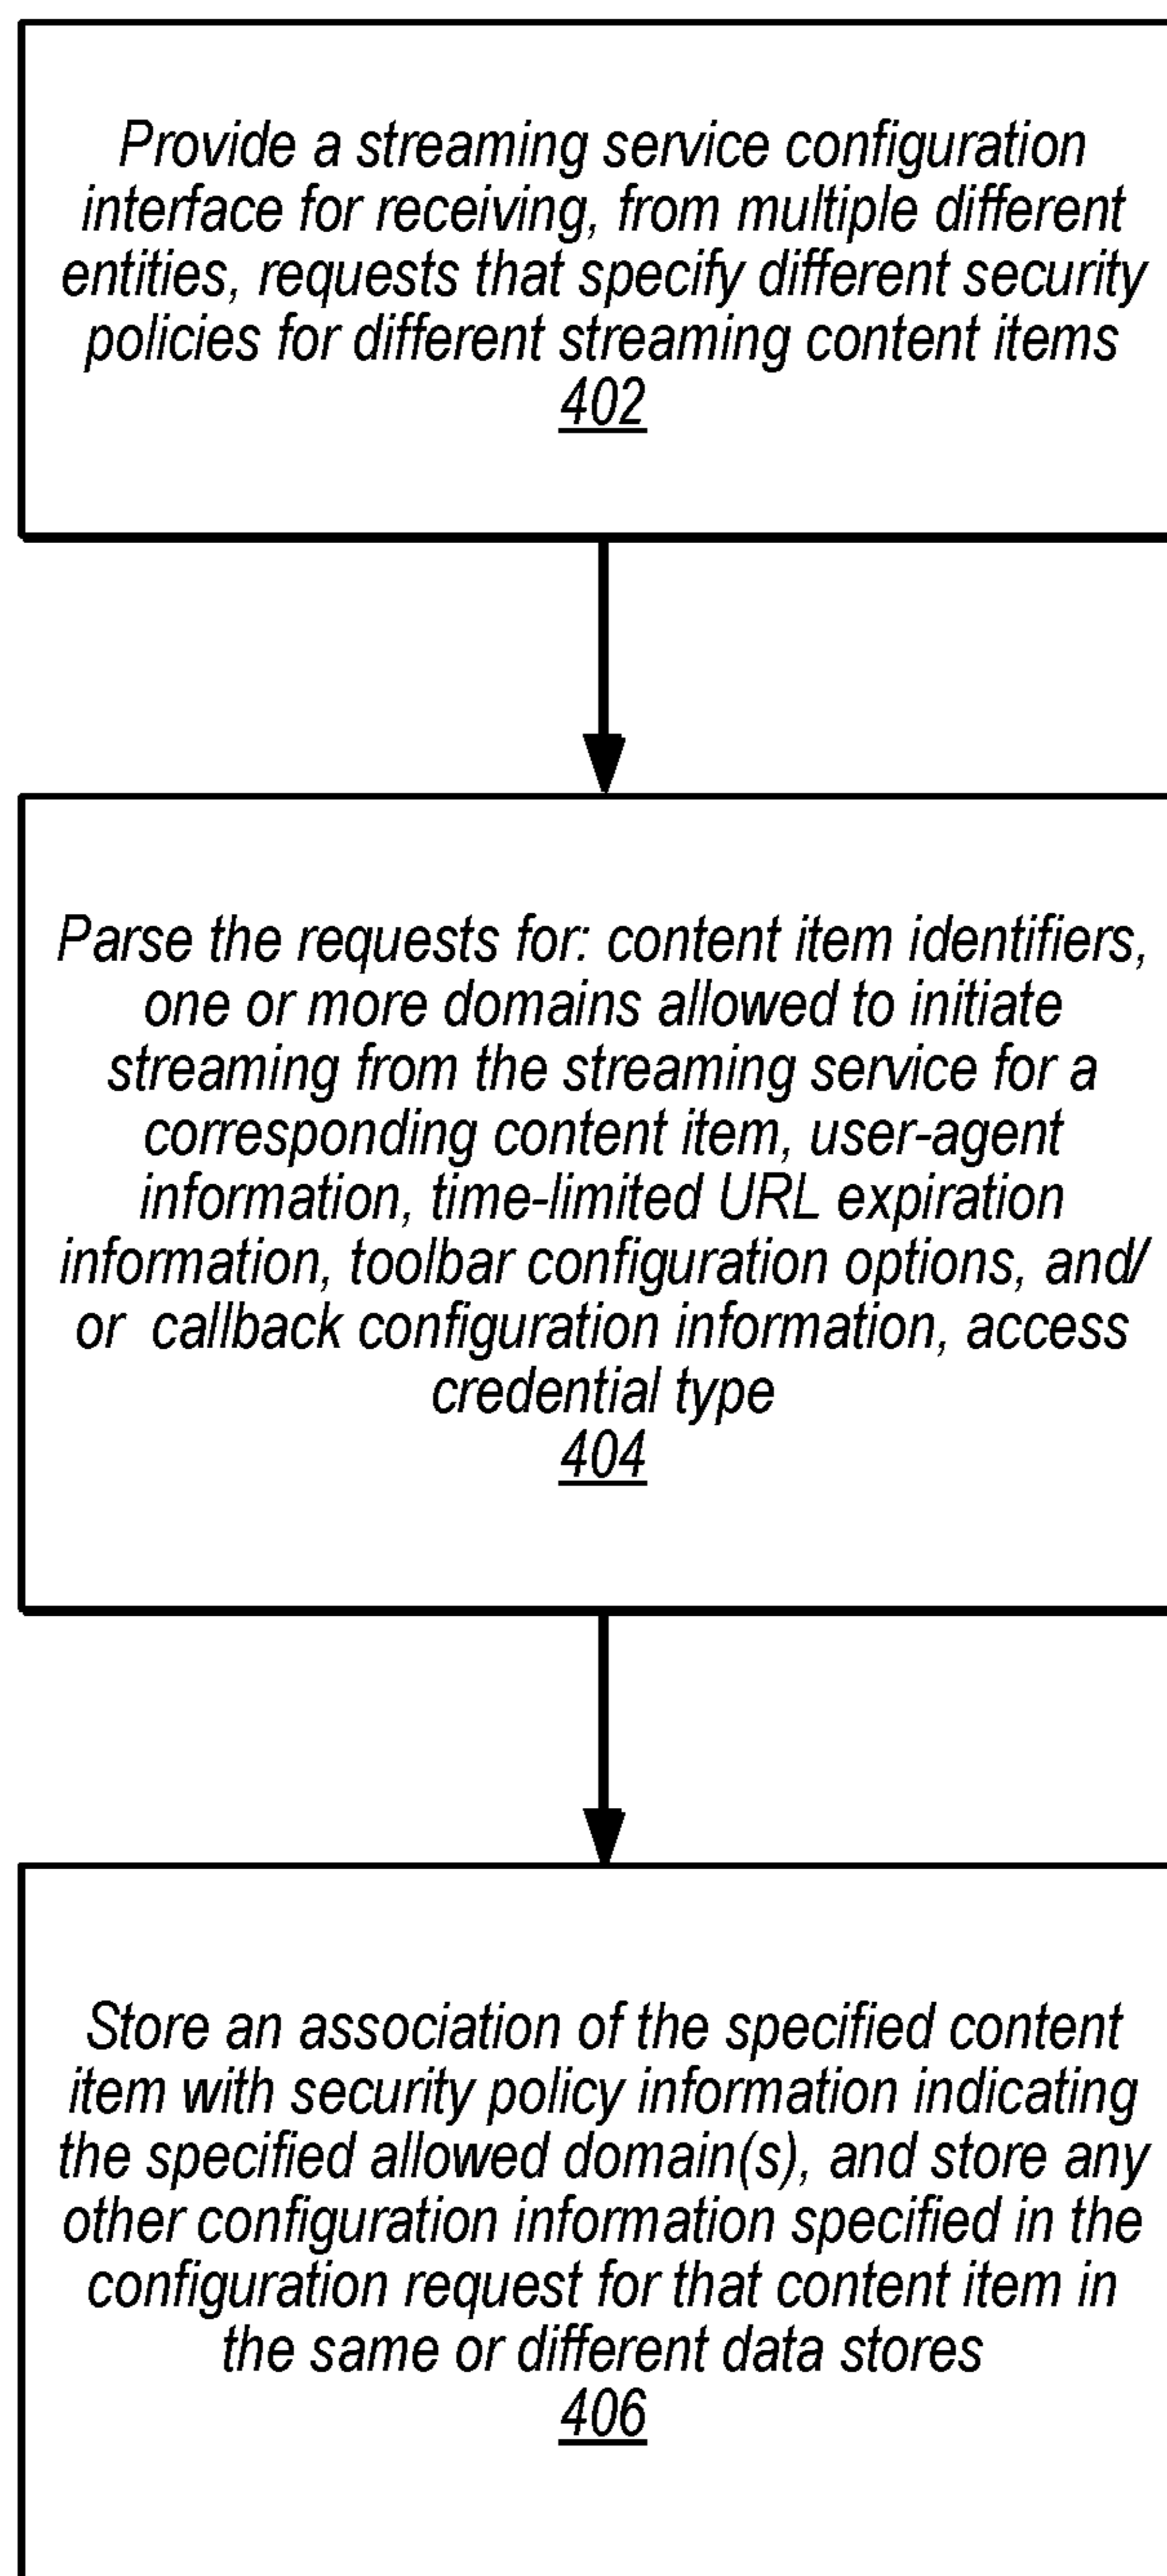 Provide a streaming service configuration
interface for receiving, from multiple different
entities, requests that specify different security
policies for different streaming content items
402
Parse the requests for: content item identifiers,
one or more domains allowed to initiate
streaming from the streaming service for a
corresponding content item, user-agent
information, time-limited URL expiration
information, toolbar configuration options, and/
or callback configuration information, access
credential type
404
Store an association of the specified content
item with security policy information indicating
the specified allowed domain(s), and store any
other configuration information specified in the
configuration request for that content item in
the same or different data stores
406